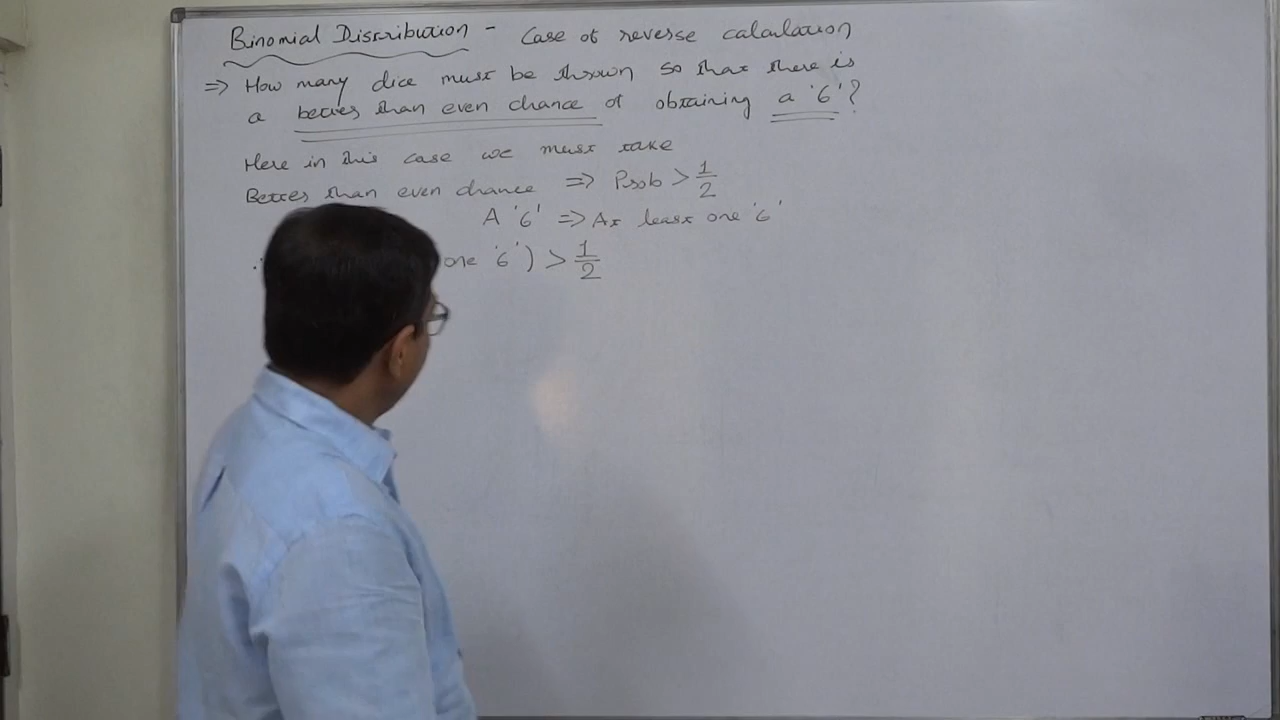 Binomial Distribution - Case of reverse calculation
⇒ How many dice must be thrown so that there is
a better than even chance of obtaining a '6'?
Here in this case we must take
Better than even chance ⇒ Prob > 1/2
A '6' ⇒ At least one '6'
one '6') > 1/2